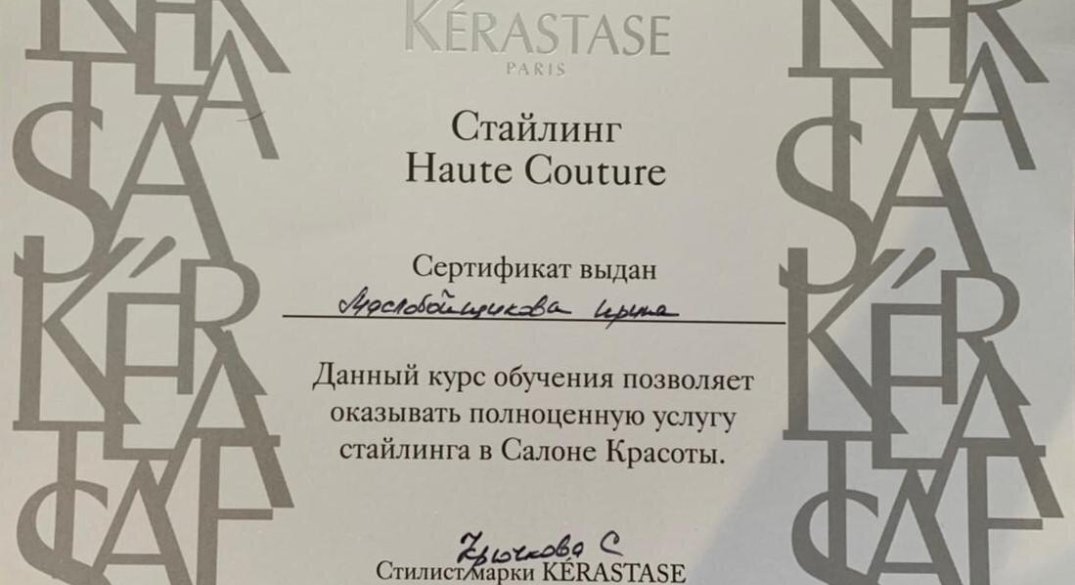 KÉRASTASE
PARIS
Стайлинг
Haute Couture
Сертификат выдан
Маслобойщикова Ирина
Данный курс обучения позволяет
оказывать полноценную услугу
стайлинга в Салоне Красоты.
Крючкова С
Стилист марки KÉRASTASE